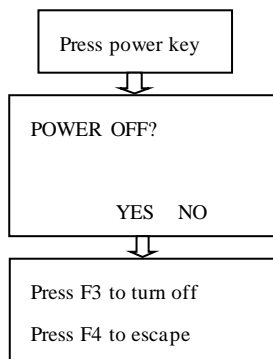 Press power key
POWER OFF?
YES NO
Press F3 to turn off
Press F4 to escape